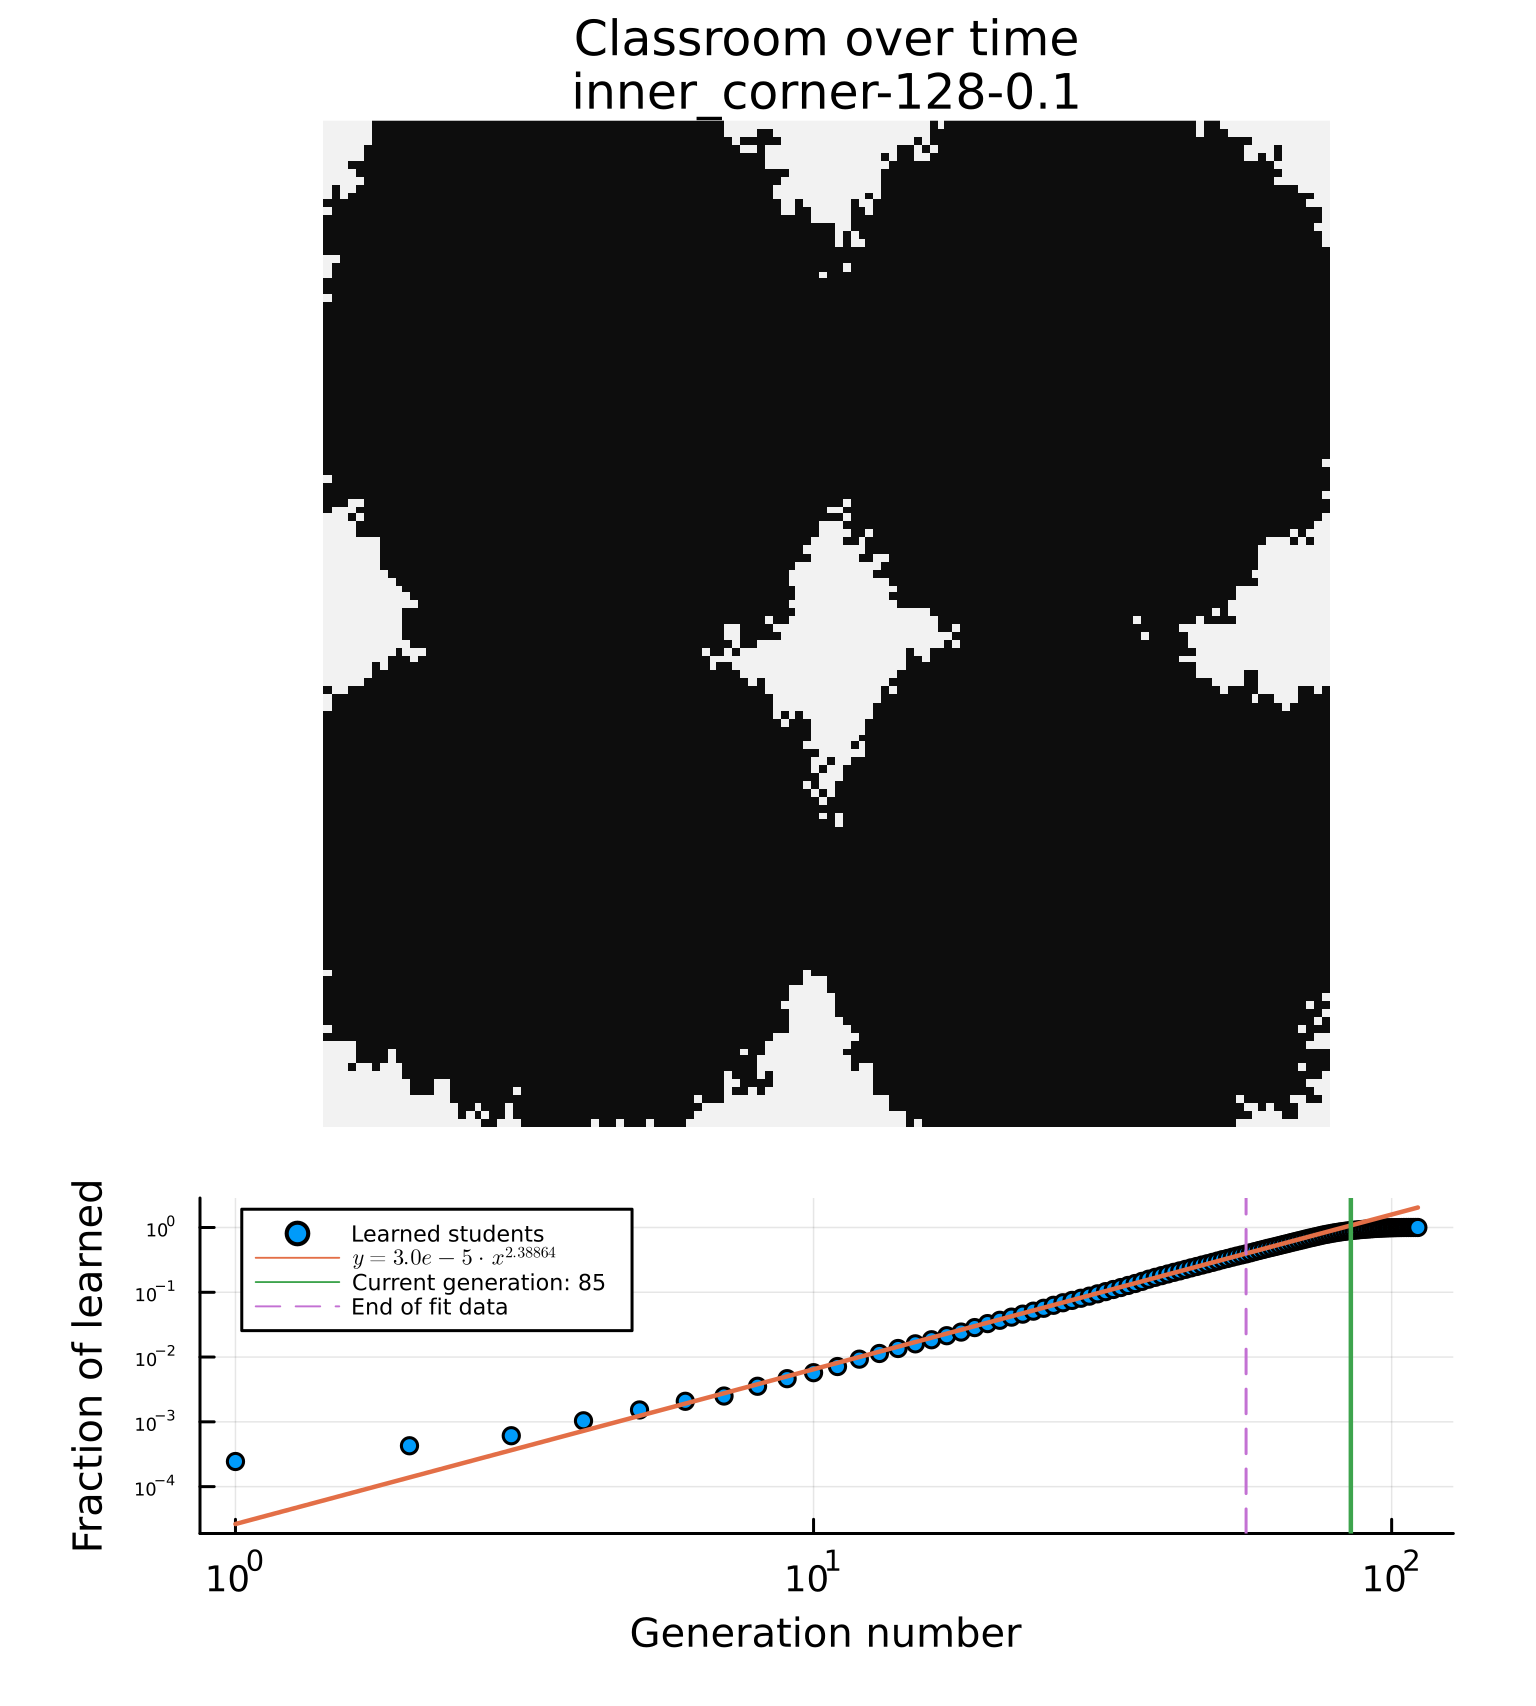 Classroom over time
inner_corner-128-0.1
Fraction of learned
10^0
10^-1
10^-2
10^-3
10^-4
Learned students
y = 3.0e − 5 · x^2.38864
Current generation: 85
End of fit data
10^0 10^1 10^2
Generation number